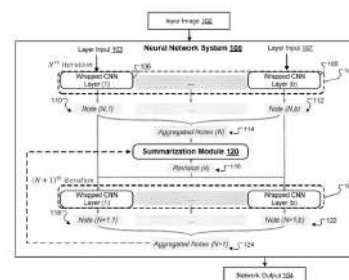 Input Image 102
Neural Network System 100
Layer Input 103
Layer Input 107
Nth iteration
106
108
Wrapped CNN Layer (1)
...
Wrapped CNN Layer (b)
110
Note (N,1)
...
Note (N,b)
112
Aggregated Notes (N)
114
Summarization Module 120
Revision (N)
116
(N + 1)th iteration
Wrapped CNN Layer (1)
...
Wrapped CNN Layer (b)
118
Note (N+1,1)
Note (N+1,b)
122
Aggregated Notes (N+1)
124
Network Output 104